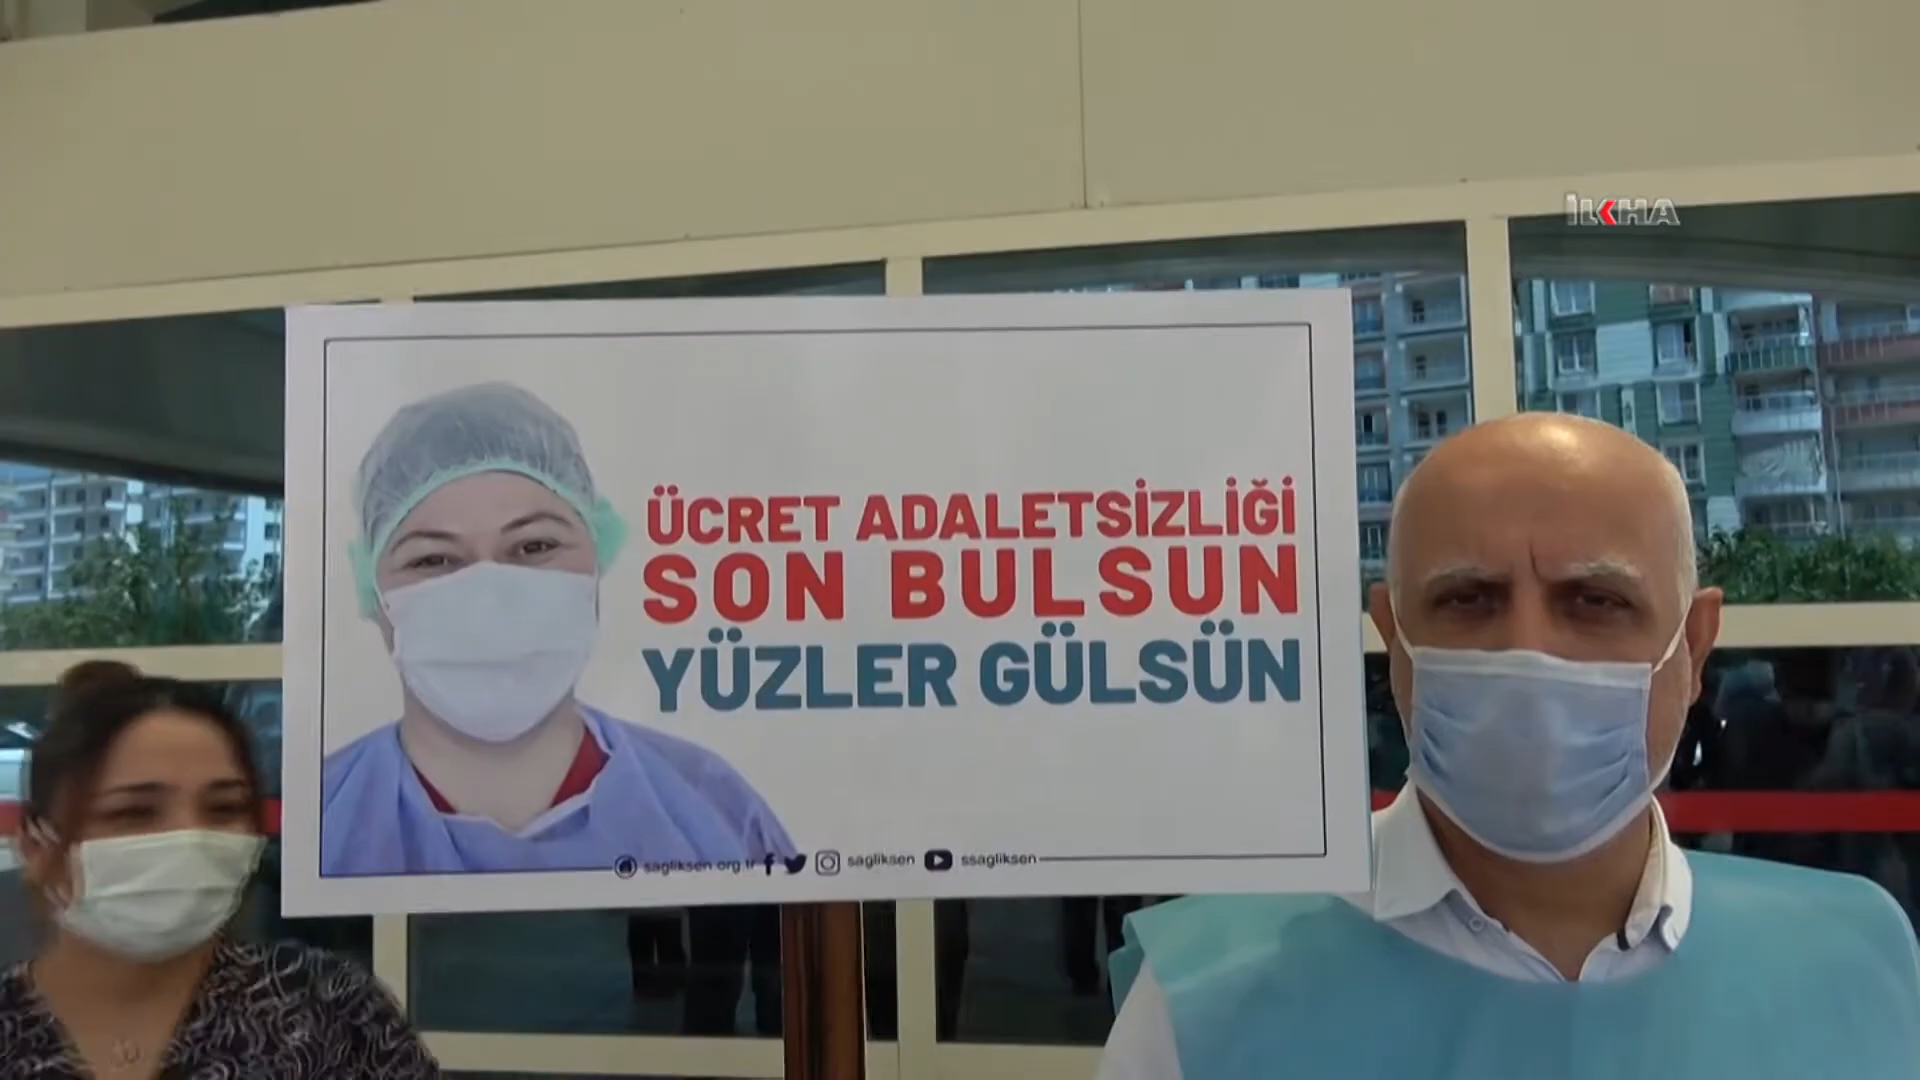 İLKHA
ÜCRET ADALETSİZLİĞİ
SON BULSUN
YÜZLER GÜLSÜN
sagliksen.org.tr sagliksen ssagliksen